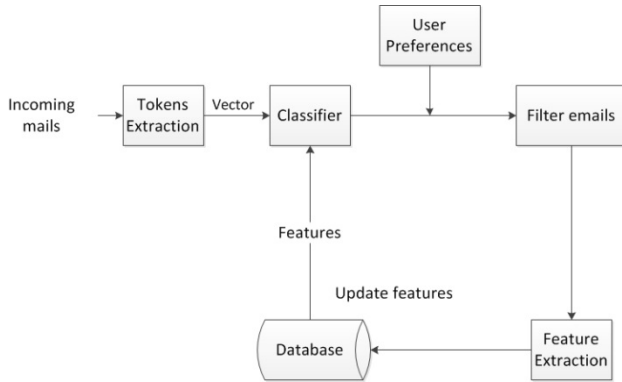 User
Preferences
Incoming
mails
Tokens
Extraction
Vector
Classifier
Filter emails
Features
Update features
Database
Feature
Extraction